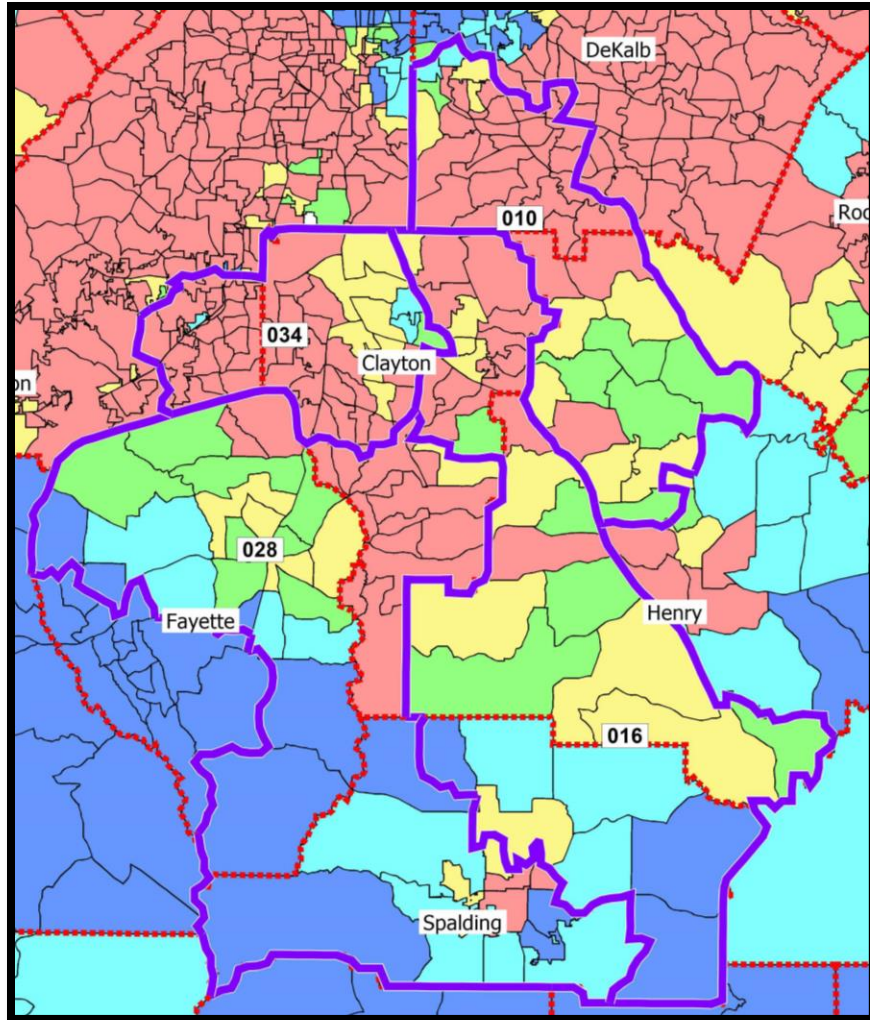 DeKalb
Roc
010
034
Clayton
on
028
Fayette
Henry
016
Spalding